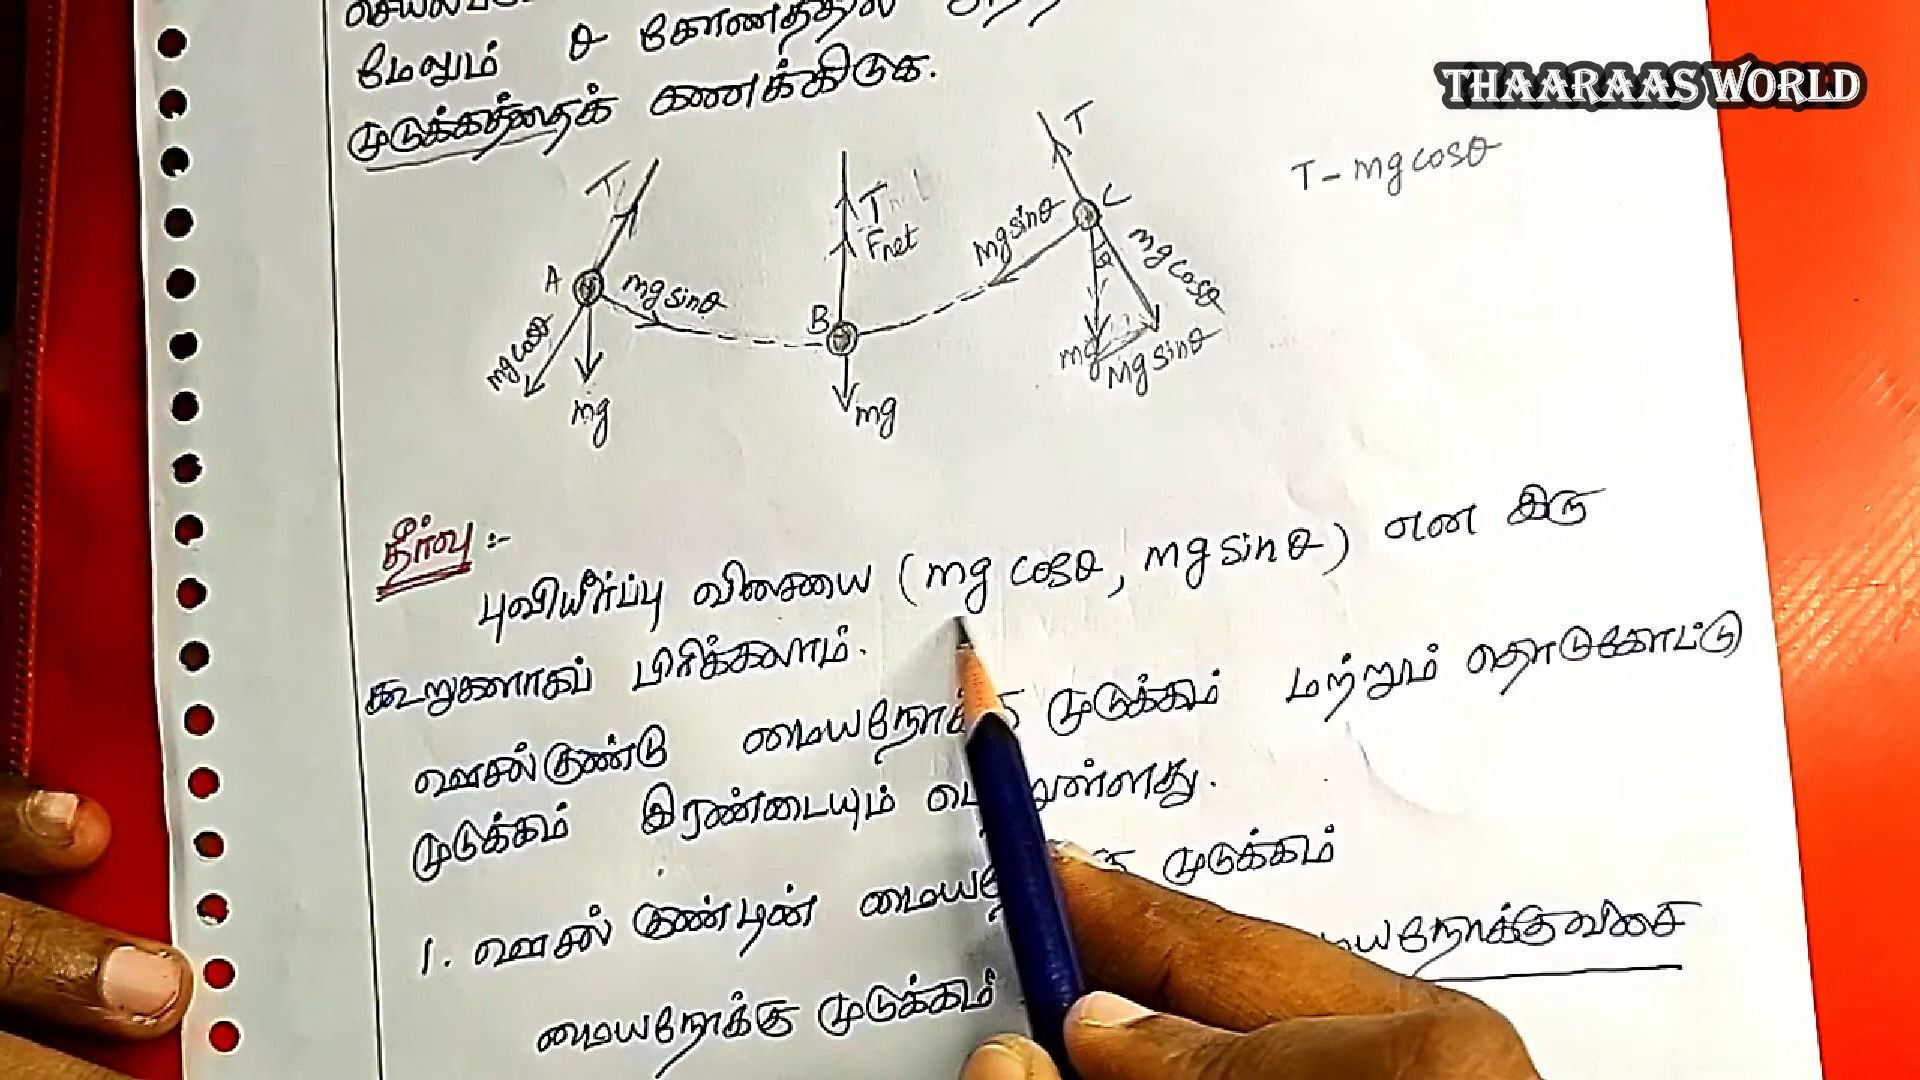 மேலும் θ கோணத்தில்
முடுக்கத்தைக் கணக்கிடுக.
THAARAAS WORLD
T - mg cosθ
T
T
T
Fnet
mg sinθ
C
A
mg sinθ
B
mg cosθ
mg cosθ
θ
mg
mg sinθ
mg
mg
தீர்வு :-
புவியீர்ப்பு விசையை (mg cosθ, mg sinθ) என இரு
கூறுகளாகப் பிரிக்கலாம்.
ஊசல்குண்டு முடுக்கம் மற்றும் தொடுகோட்டு
முடுக்கம் இரண்டையும்
1. ஊசல் குண்டின் முடுக்கம்
மையநோக்கு முடுக்கம்